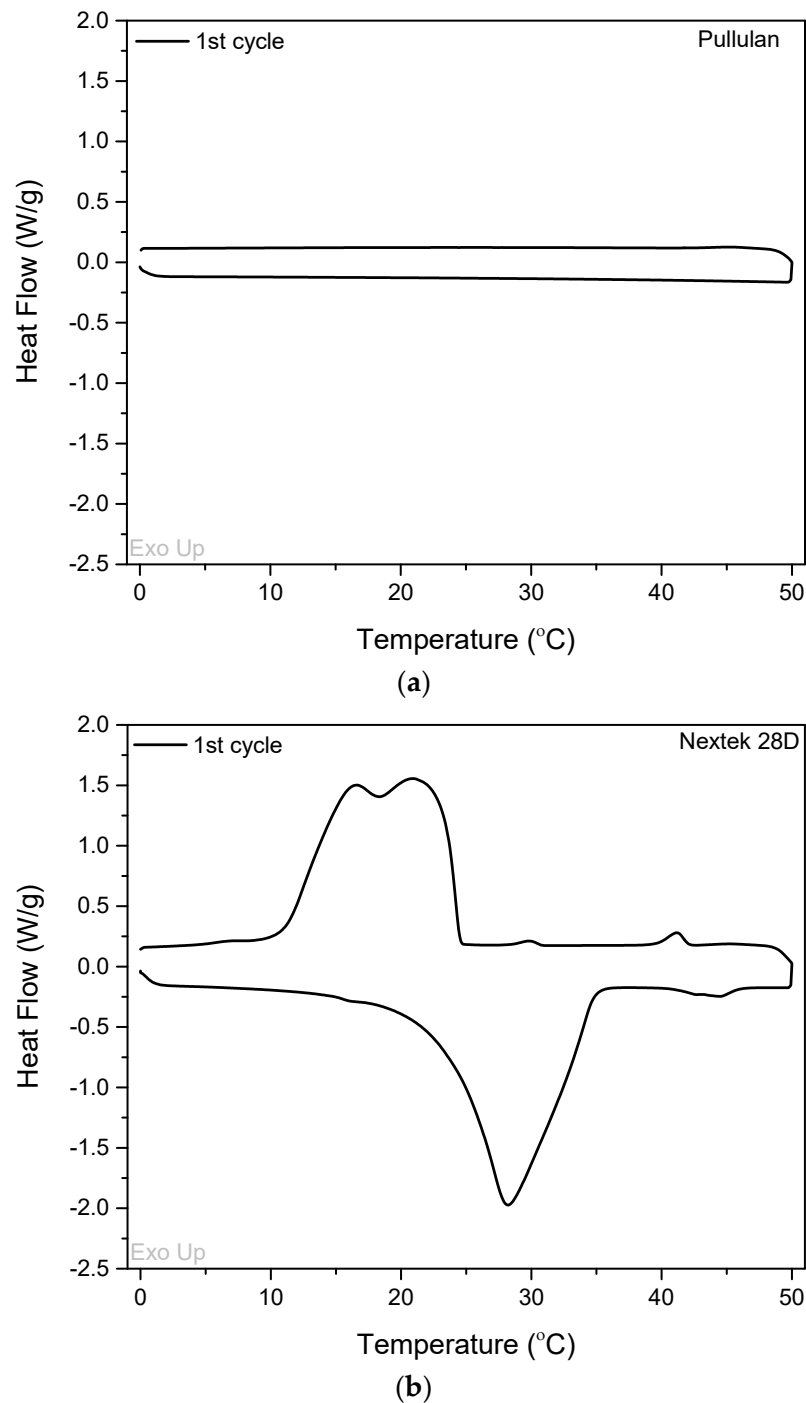 2.0
1st cycle
Pullulan
1.5
1.0
0.5
0.0
-0.5
-1.0
-1.5
-2.0
Exo Up
-2.5
0 10 20 30 40 50
Heat Flow (W/g)
Temperature (°C)
(a)
2.0
1st cycle
Nextek 28D
1.5
1.0
0.5
0.0
-0.5
-1.0
-1.5
-2.0
Exo Up
-2.5
0 10 20 30 40 50
Heat Flow (W/g)
Temperature (°C)
(b)